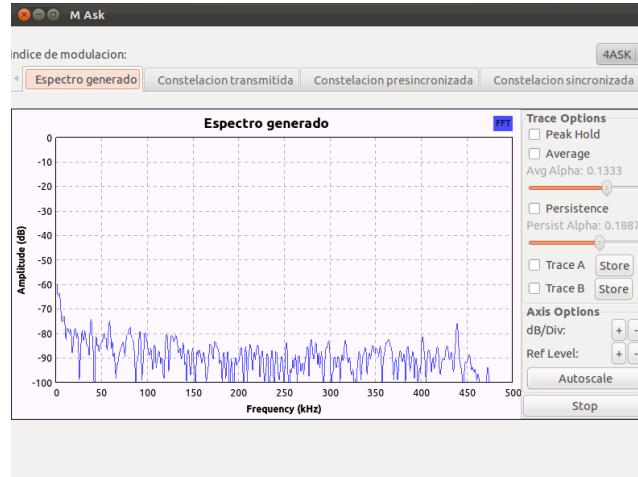 M Ask
ndice de modulacion:
4ASK
Espectro generado
Constelacion transmitida
Constelacion presincronizada
Constelacion sincronizada
Espectro generado
FFT
Trace Options
Peak Hold
Average
Avg Alpha: 0.1333
Persistence
Persist Alpha: 0.1887
Trace A
Store
Trace B
Store
Axis Options
dB/Div:
+
-
Ref Level:
+
-
Autoscale
Stop
Amplitude (dB)
0
-10
-20
-30
-40
-50
-60
-70
-80
-90
-100
0
50
100
150
200
250
300
350
400
450
500
Frequency (kHz)